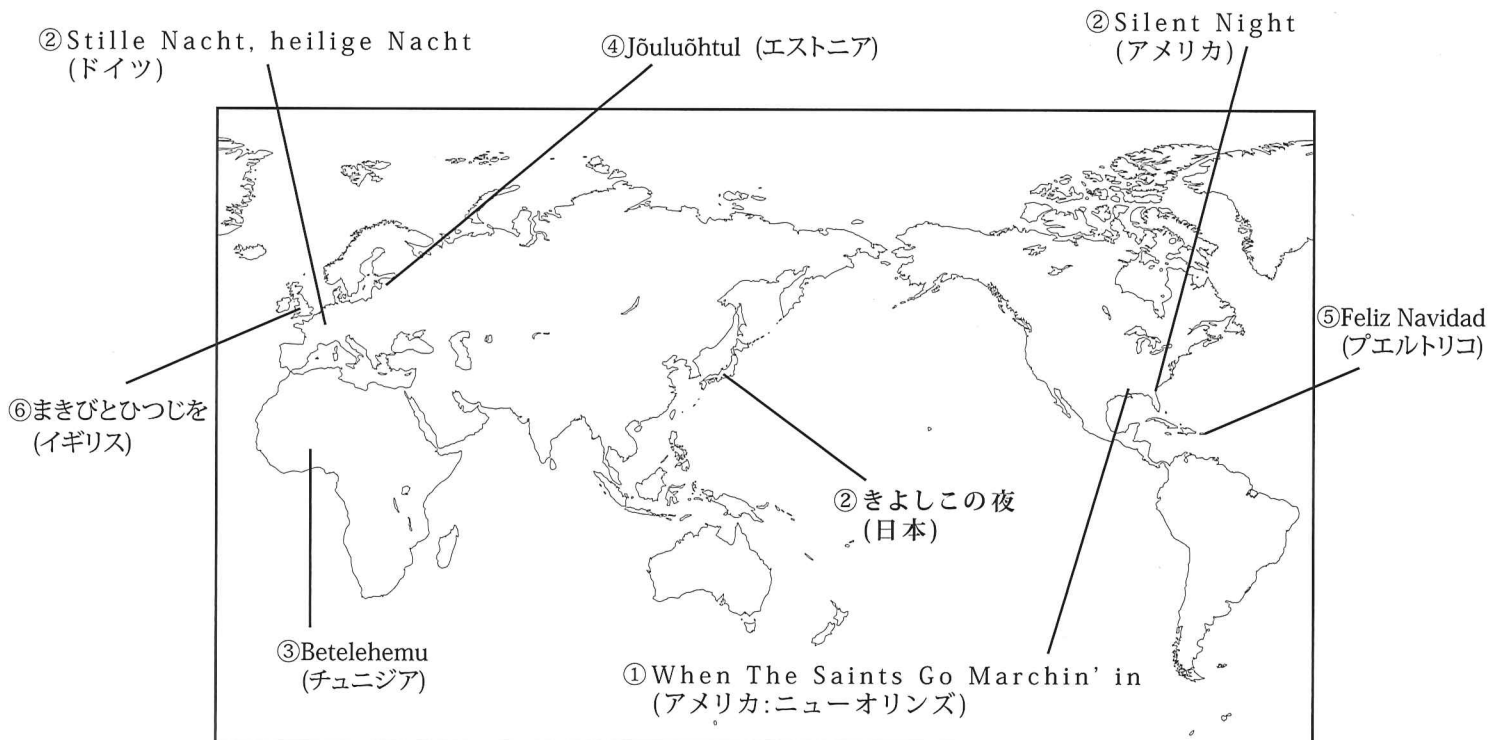 ②Stille Nacht, heilige Nacht
(ドイツ)
④Jõuluõhtul (エストニア)
②Silent Night
(アメリカ)
⑤Feliz Navidad
(プエルトリコ)
⑥まきびとひつじを
(イギリス)
②きよしこの夜
(日本)
③Betelehemu
(チュニジア)
①When The Saints Go Marchin' in
(アメリカ:ニューオリンズ)